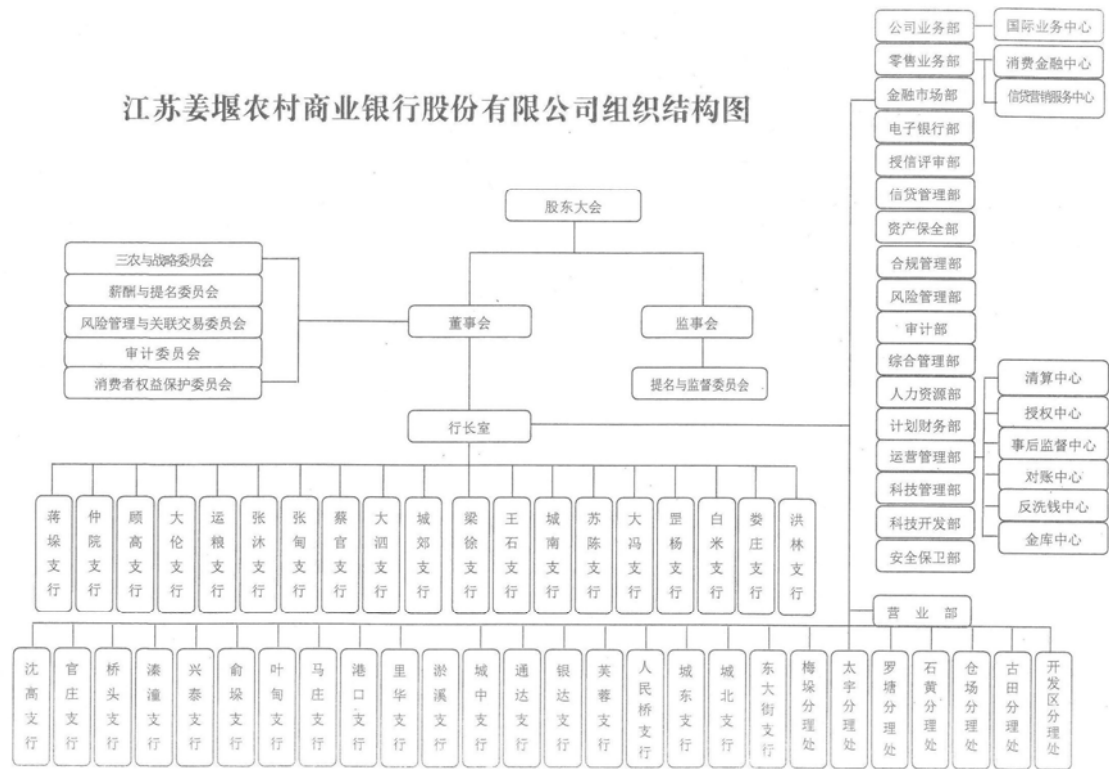 江苏姜堰农村商业银行股份有限公司组织结构图
股东大会
董事会
监事会
三农与战略委员会
薪酬与提名委员会
风险管理与关联交易委员会
审计委员会
消费者权益保护委员会
提名与监督委员会
行长室
公司业务部
国际业务中心
零售业务部
消费金融中心
信贷营销服务中心
金融市场部
电子银行部
授信评审部
信贷管理部
资产保全部
合规管理部
风险管理部
审计部
综合管理部
人力资源部
计划财务部
运营管理部
清算中心
授权中心
事后监督中心
对账中心
反洗钱中心
金库中心
科技管理部
科技开发部
安全保卫部
营业部
蒋垛支行
仲院支行
顾高支行
大伦支行
运粮支行
张沐支行
张甸支行
蔡官支行
大泗支行
城郊支行
梁徐支行
王石支行
城南支行
苏陈支行
大冯支行
罡杨支行
白米支行
娄庄支行
洪林支行
沈高支行
官庄支行
桥头支行
溱潼支行
兴泰支行
俞垛支行
叶甸支行
马庄支行
港口支行
里华支行
淤溪支行
城中支行
通达支行
银达支行
芙蓉支行
人民桥支行
城东支行
城北支行
东大街支行
梅垛分理处
太宇分理处
罗塘分理处
石黄分理处
仓场分理处
古田分理处
开发区分理处